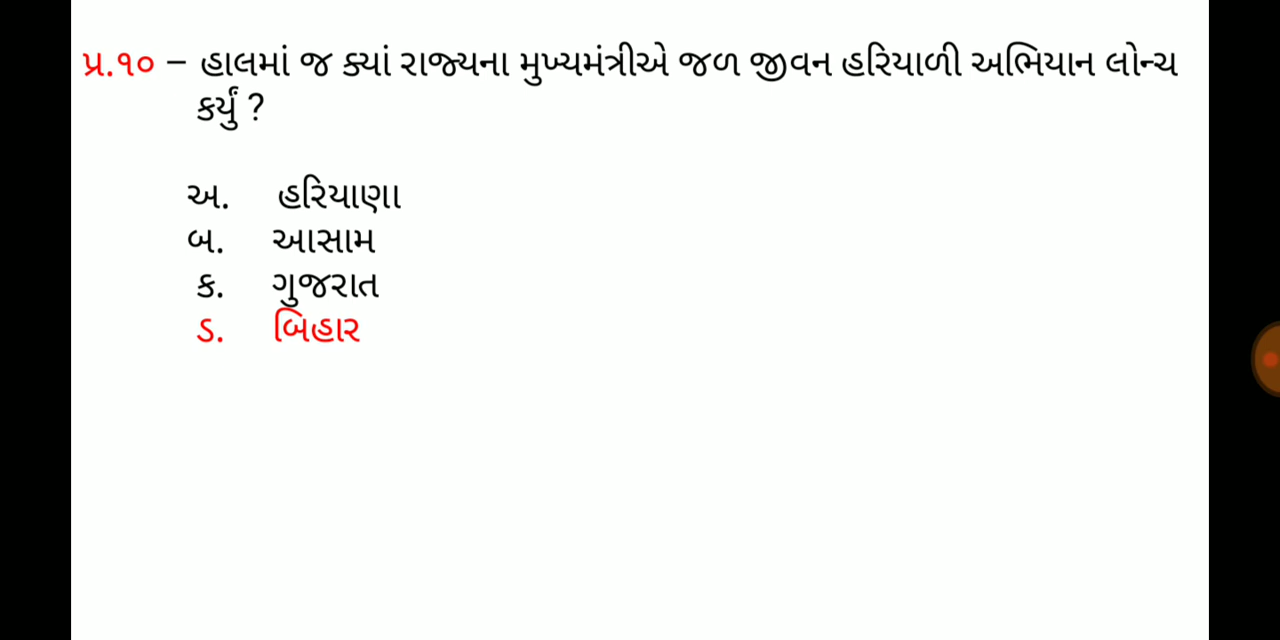 પ્ર.૧૦ – હાલમાં જ ક્યાં રાજ્યના મુખ્યમંત્રીએ જળ જીવન હરિયાળી અભિયાન લોન્ચ
કર્યું ?
અ. હરિયાણા
બ. આસામ
ક. ગુજરાત
ડ. બિહાર